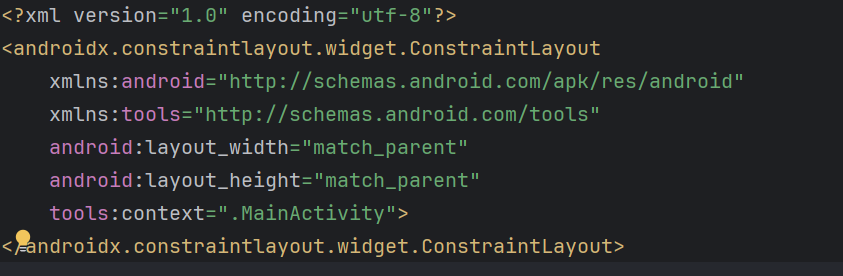 <?xml version="1.0" encoding="utf-8"?>
<androidx.constraintlayout.widget.ConstraintLayout
    xmlns:android="http://schemas.android.com/apk/res/android"
    xmlns:tools="http://schemas.android.com/tools"
    android:layout_width="match_parent"
    android:layout_height="match_parent"
    tools:context=".MainActivity">
</androidx.constraintlayout.widget.ConstraintLayout>